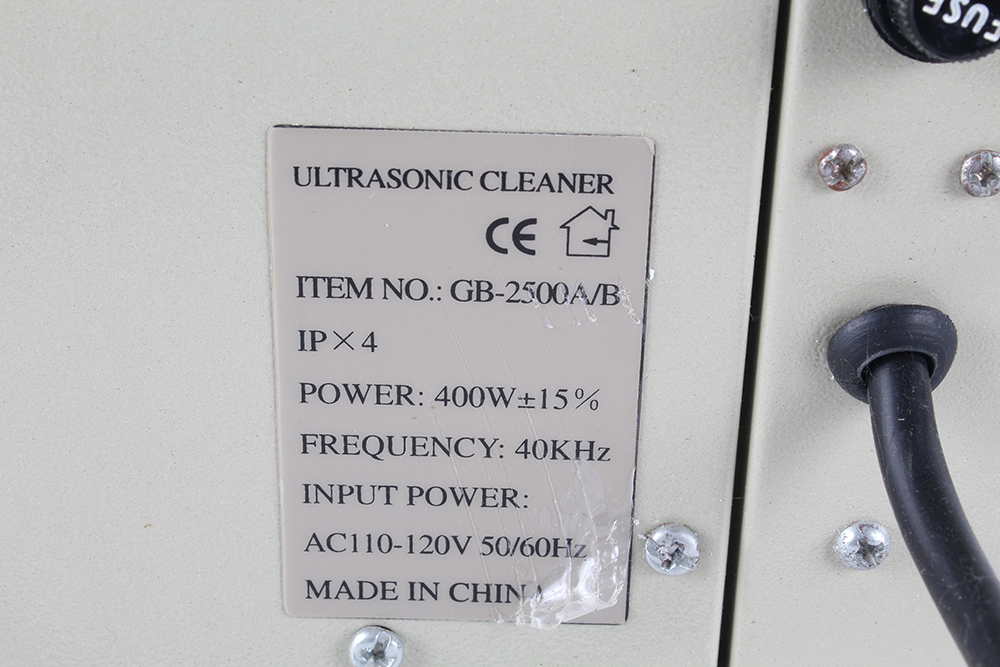 FUSE
ULTRASONIC CLEANER
CE
ITEM NO.: GB-2500A/B
IP×4
POWER: 400W±15%
FREQUENCY: 40KHz
INPUT POWER:
AC110-120V 50/60Hz
MADE IN CHINA